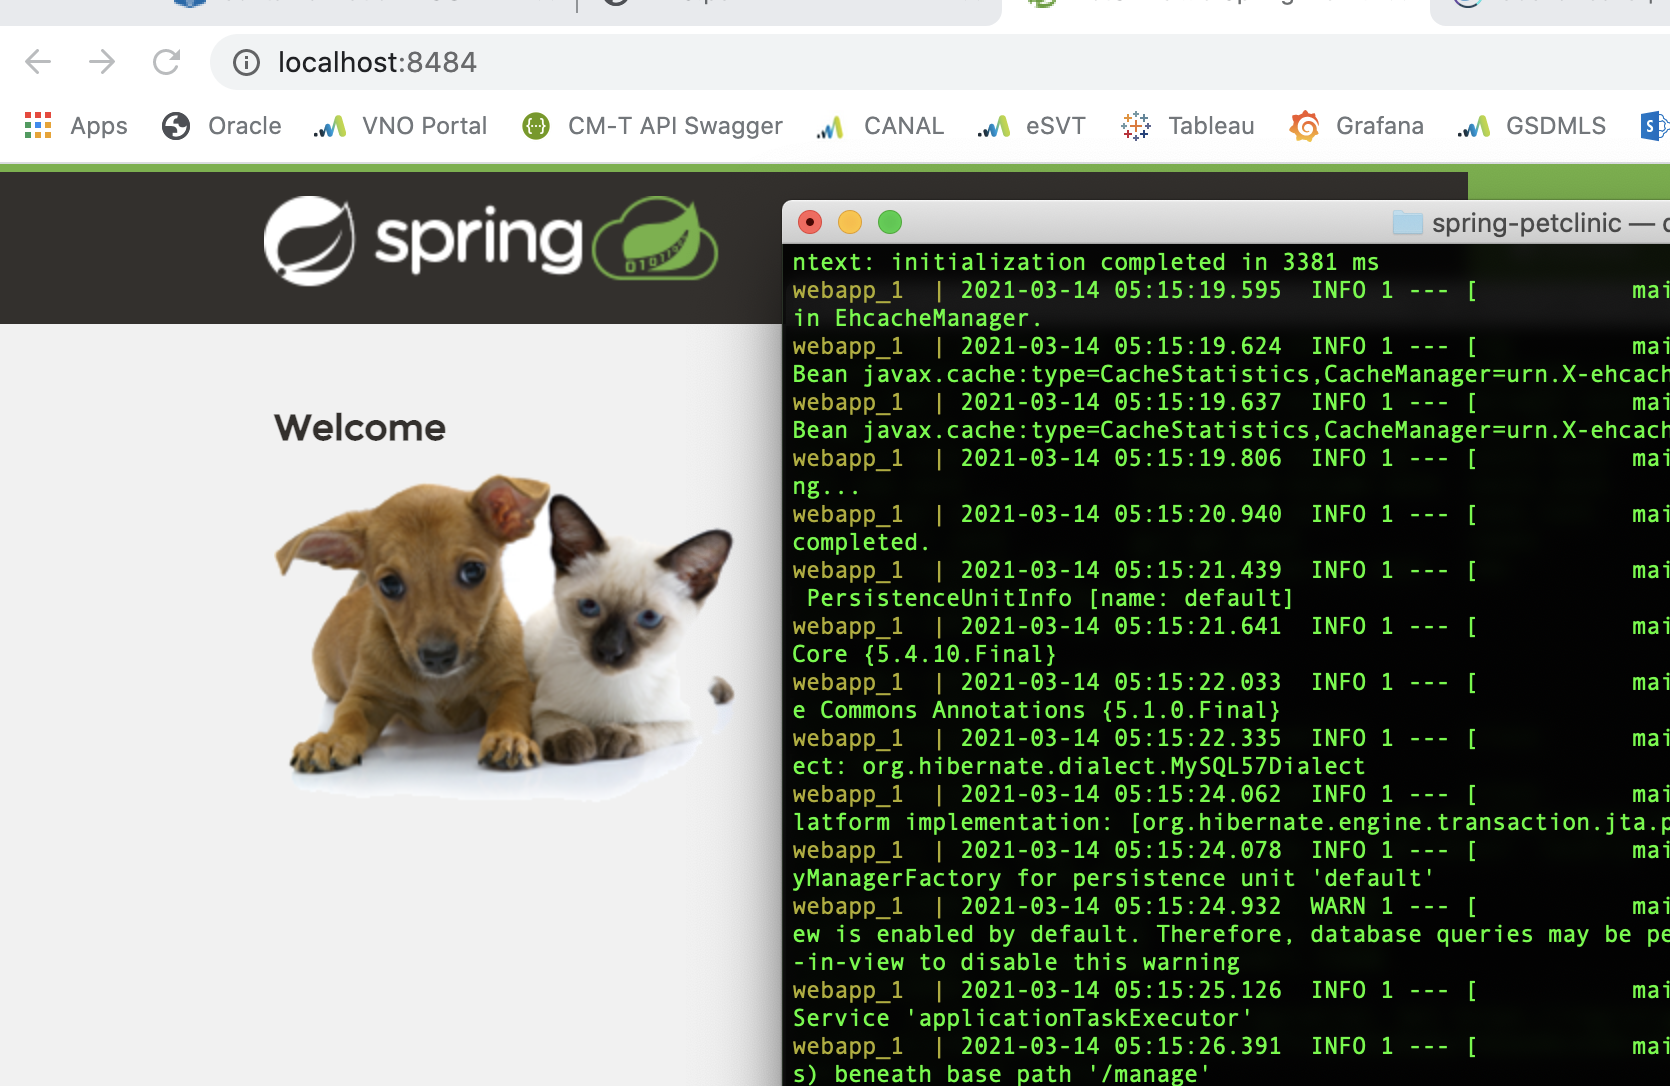 localhost:8484
Apps Oracle VNO Portal CM-T API Swagger CANAL eSVT Tableau Grafana GSDMLS
spring
Welcome
spring-petclinic —
ntext: initialization completed in 3381 ms
webapp_1 | 2021-03-14 05:15:19.595 INFO 1 --- [ mai
in EhcacheManager.
webapp_1 | 2021-03-14 05:15:19.624 INFO 1 --- [ mai
Bean javax.cache:type=CacheStatistics,CacheManager=urn.X-ehcach
webapp_1 | 2021-03-14 05:15:19.637 INFO 1 --- [ mai
Bean javax.cache:type=CacheStatistics,CacheManager=urn.X-ehcach
webapp_1 | 2021-03-14 05:15:19.806 INFO 1 --- [ mai
ng...
webapp_1 | 2021-03-14 05:15:20.940 INFO 1 --- [ mai
completed.
webapp_1 | 2021-03-14 05:15:21.439 INFO 1 --- [ mai
PersistenceUnitInfo [name: default]
webapp_1 | 2021-03-14 05:15:21.641 INFO 1 --- [ mai
Core {5.4.10.Final}
webapp_1 | 2021-03-14 05:15:22.033 INFO 1 --- [ mai
e Commons Annotations {5.1.0.Final}
webapp_1 | 2021-03-14 05:15:22.335 INFO 1 --- [ mai
ect: org.hibernate.dialect.MySQL57Dialect
webapp_1 | 2021-03-14 05:15:24.062 INFO 1 --- [ mai
latform implementation: [org.hibernate.engine.transaction.jta.p
webapp_1 | 2021-03-14 05:15:24.078 INFO 1 --- [ mai
yManagerFactory for persistence unit 'default'
webapp_1 | 2021-03-14 05:15:24.932 WARN 1 --- [ mai
ew is enabled by default. Therefore, database queries may be pe
-in-view to disable this warning
webapp_1 | 2021-03-14 05:15:25.126 INFO 1 --- [ mai
Service 'applicationTaskExecutor'
webapp_1 | 2021-03-14 05:15:26.391 INFO 1 --- [ mai
s) beneath base path '/manage'